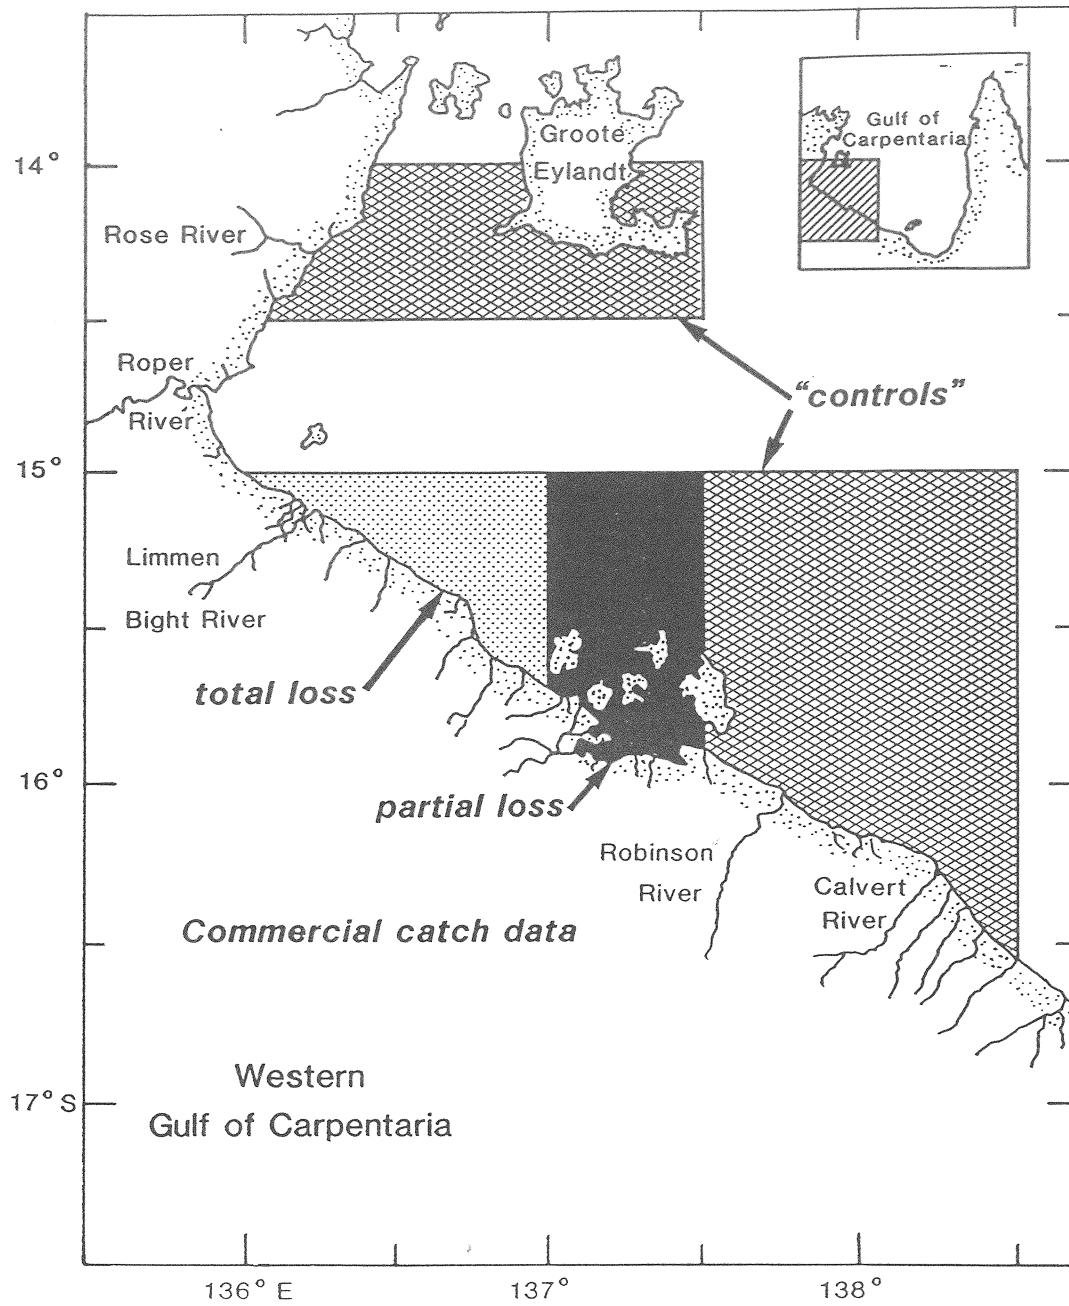 Groote
Eylandt
Gulf of
Carpentaria
14°
Rose River
Roper
River
"controls"
15°
Limmen
Bight River
total loss
16°
partial loss
Robinson
River
Calvert
River
Commercial catch data
Western
Gulf of Carpentaria
17° S
136° E
137°
138°